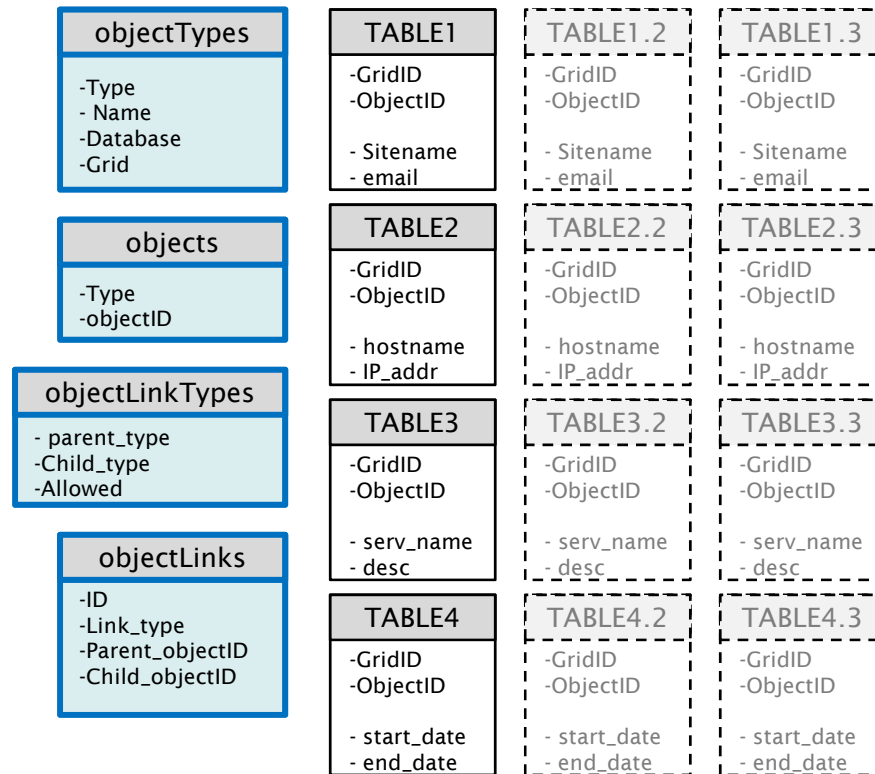 objectTypes
-Type
- Name
-Database
-Grid
objects
-Type
-objectID
objectLinkTypes
- parent_type
-Child_type
-Allowed
objectLinks
-ID
-Link_type
-Parent_objectID
-Child_objectID
TABLE1
-GridID
-ObjectID
- Sitename
- email
TABLE2
-GridID
-ObjectID
- hostname
- IP_addr
TABLE3
-GridID
-ObjectID
- serv_name
- desc
TABLE4
-GridID
-ObjectID
- start_date
- end_date
TABLE1.2
-GridID
-ObjectID
- Sitename
- email
TABLE2.2
-GridID
-ObjectID
- hostname
- IP_addr
TABLE3.2
-GridID
-ObjectID
- serv_name
- desc
TABLE4.2
-GridID
-ObjectID
- start_date
- end_date
TABLE1.3
-GridID
-ObjectID
- Sitename
- email
TABLE2.3
-GridID
-ObjectID
- hostname
- IP_addr
TABLE3.3
-GridID
-ObjectID
- serv_name
- desc
TABLE4.3
-GridID
-ObjectID
- start_date
- end_date